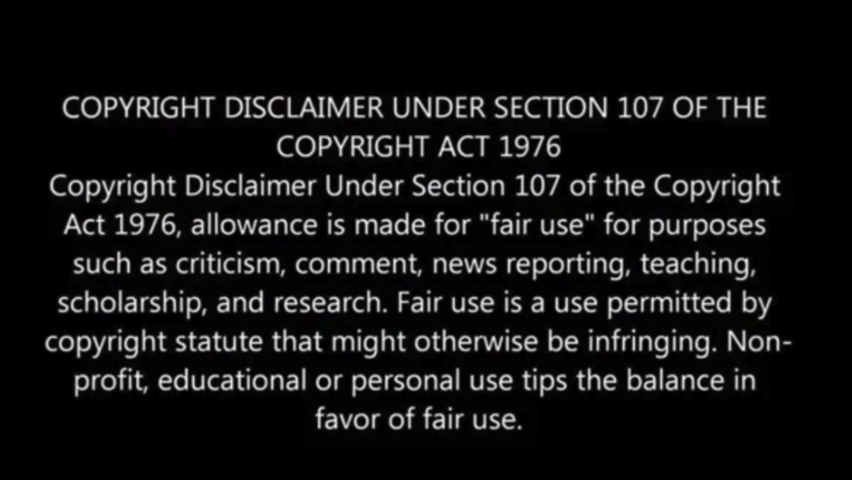 COPYRIGHT DISCLAIMER UNDER SECTION 107 OF THE
COPYRIGHT ACT 1976
Copyright Disclaimer Under Section 107 of the Copyright
Act 1976, allowance is made for "fair use" for purposes
such as criticism, comment, news reporting, teaching,
scholarship, and research. Fair use is a use permitted by
copyright statute that might otherwise be infringing. Non-
profit, educational or personal use tips the balance in
favor of fair use.